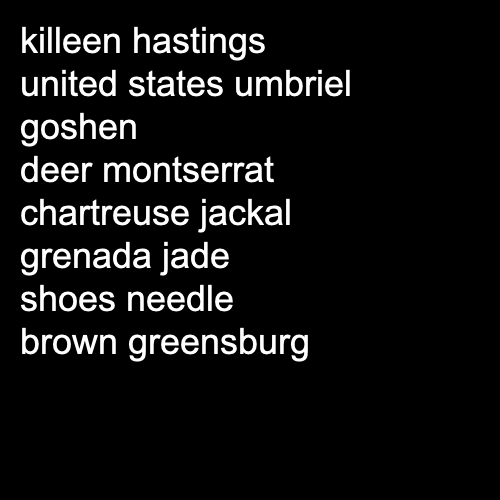 killeen hastings
united states umbriel
goshen
deer montserrat
chartreuse jackal
grenada jade
shoes needle
brown greensburg